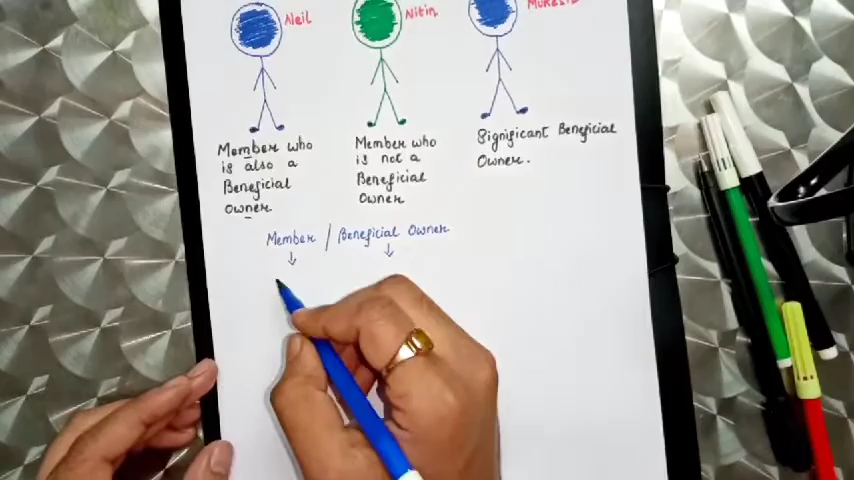 Neil
Nitin
Mukesh
Member who
is also a
Beneficial
Owner
Member who
is not a
Beneficial
Owner
Significant Beneficial
Owner.
Member / Beneficial Owner